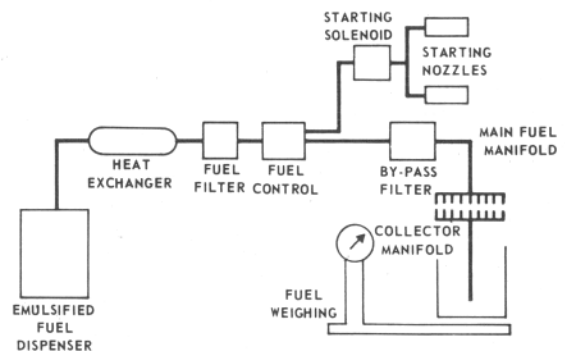 STARTING
SOLENOID
STARTING
NOZZLES
HEAT
EXCHANGER
FUEL
FILTER
FUEL
CONTROL
BY-PASS
FILTER
MAIN FUEL
MANIFOLD
COLLECTOR
MANIFOLD
FUEL
WEIGHING
EMULSIFIED
FUEL
DISPENSER